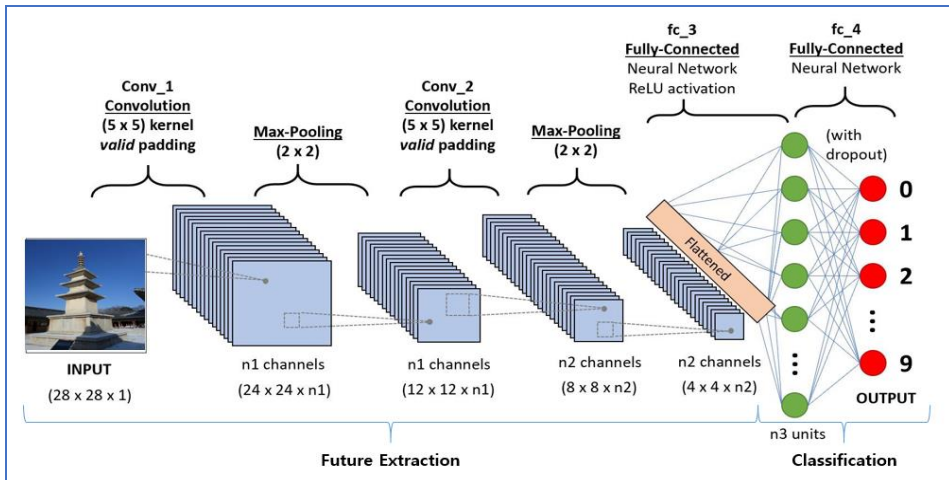 Conv_1
Convolution
(5 x 5) kernel
valid padding
Max-Pooling
(2 x 2)
Conv_2
Convolution
(5 x 5) kernel
valid padding
Max-Pooling
(2 x 2)
fc_3
Fully-Connected
Neural Network
ReLU activation
fc_4
Fully-Connected
Neural Network
(with
dropout)
Flattened
0
1
2
9
INPUT
(28 x 28 x 1)
n1 channels
(24 x 24 x n1)
n1 channels
(12 x 12 x n1)
n2 channels
(8 x 8 x n2)
n2 channels
(4 x 4 x n2)
n3 units
OUTPUT
Future Extraction
Classification